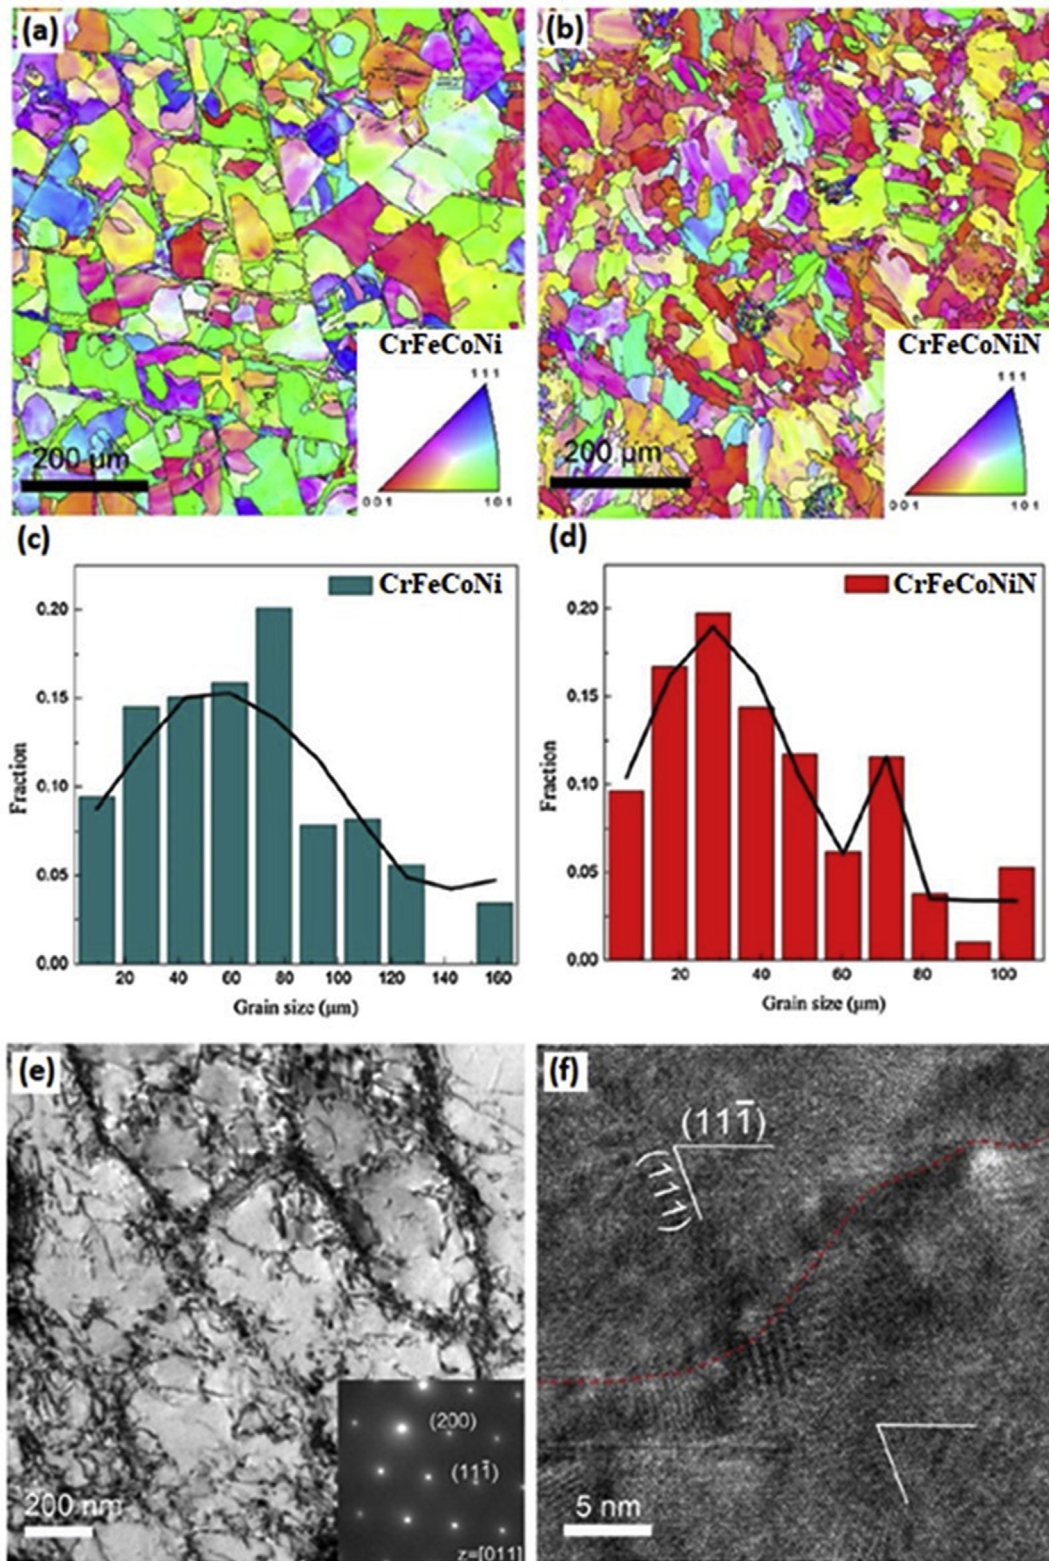 (a)
(b)
CrFeCoNi
111
001
101
200 μm
CrFeCoNiN
111
001
101
200 μm
(c)
CrFeCoNi
Fraction
0.20
0.15
0.10
0.05
0.00
20 40 60 80 100 120 140 160
Grain size (μm)
(d)
CrFeCoNiN
Fraction
0.20
0.15
0.10
0.05
0.00
20 40 60 80 100
Grain size (μm)
(e)
(200)
(111̅)
z=[011]
200 nm
(f)
(111̅)
(111)
5 nm